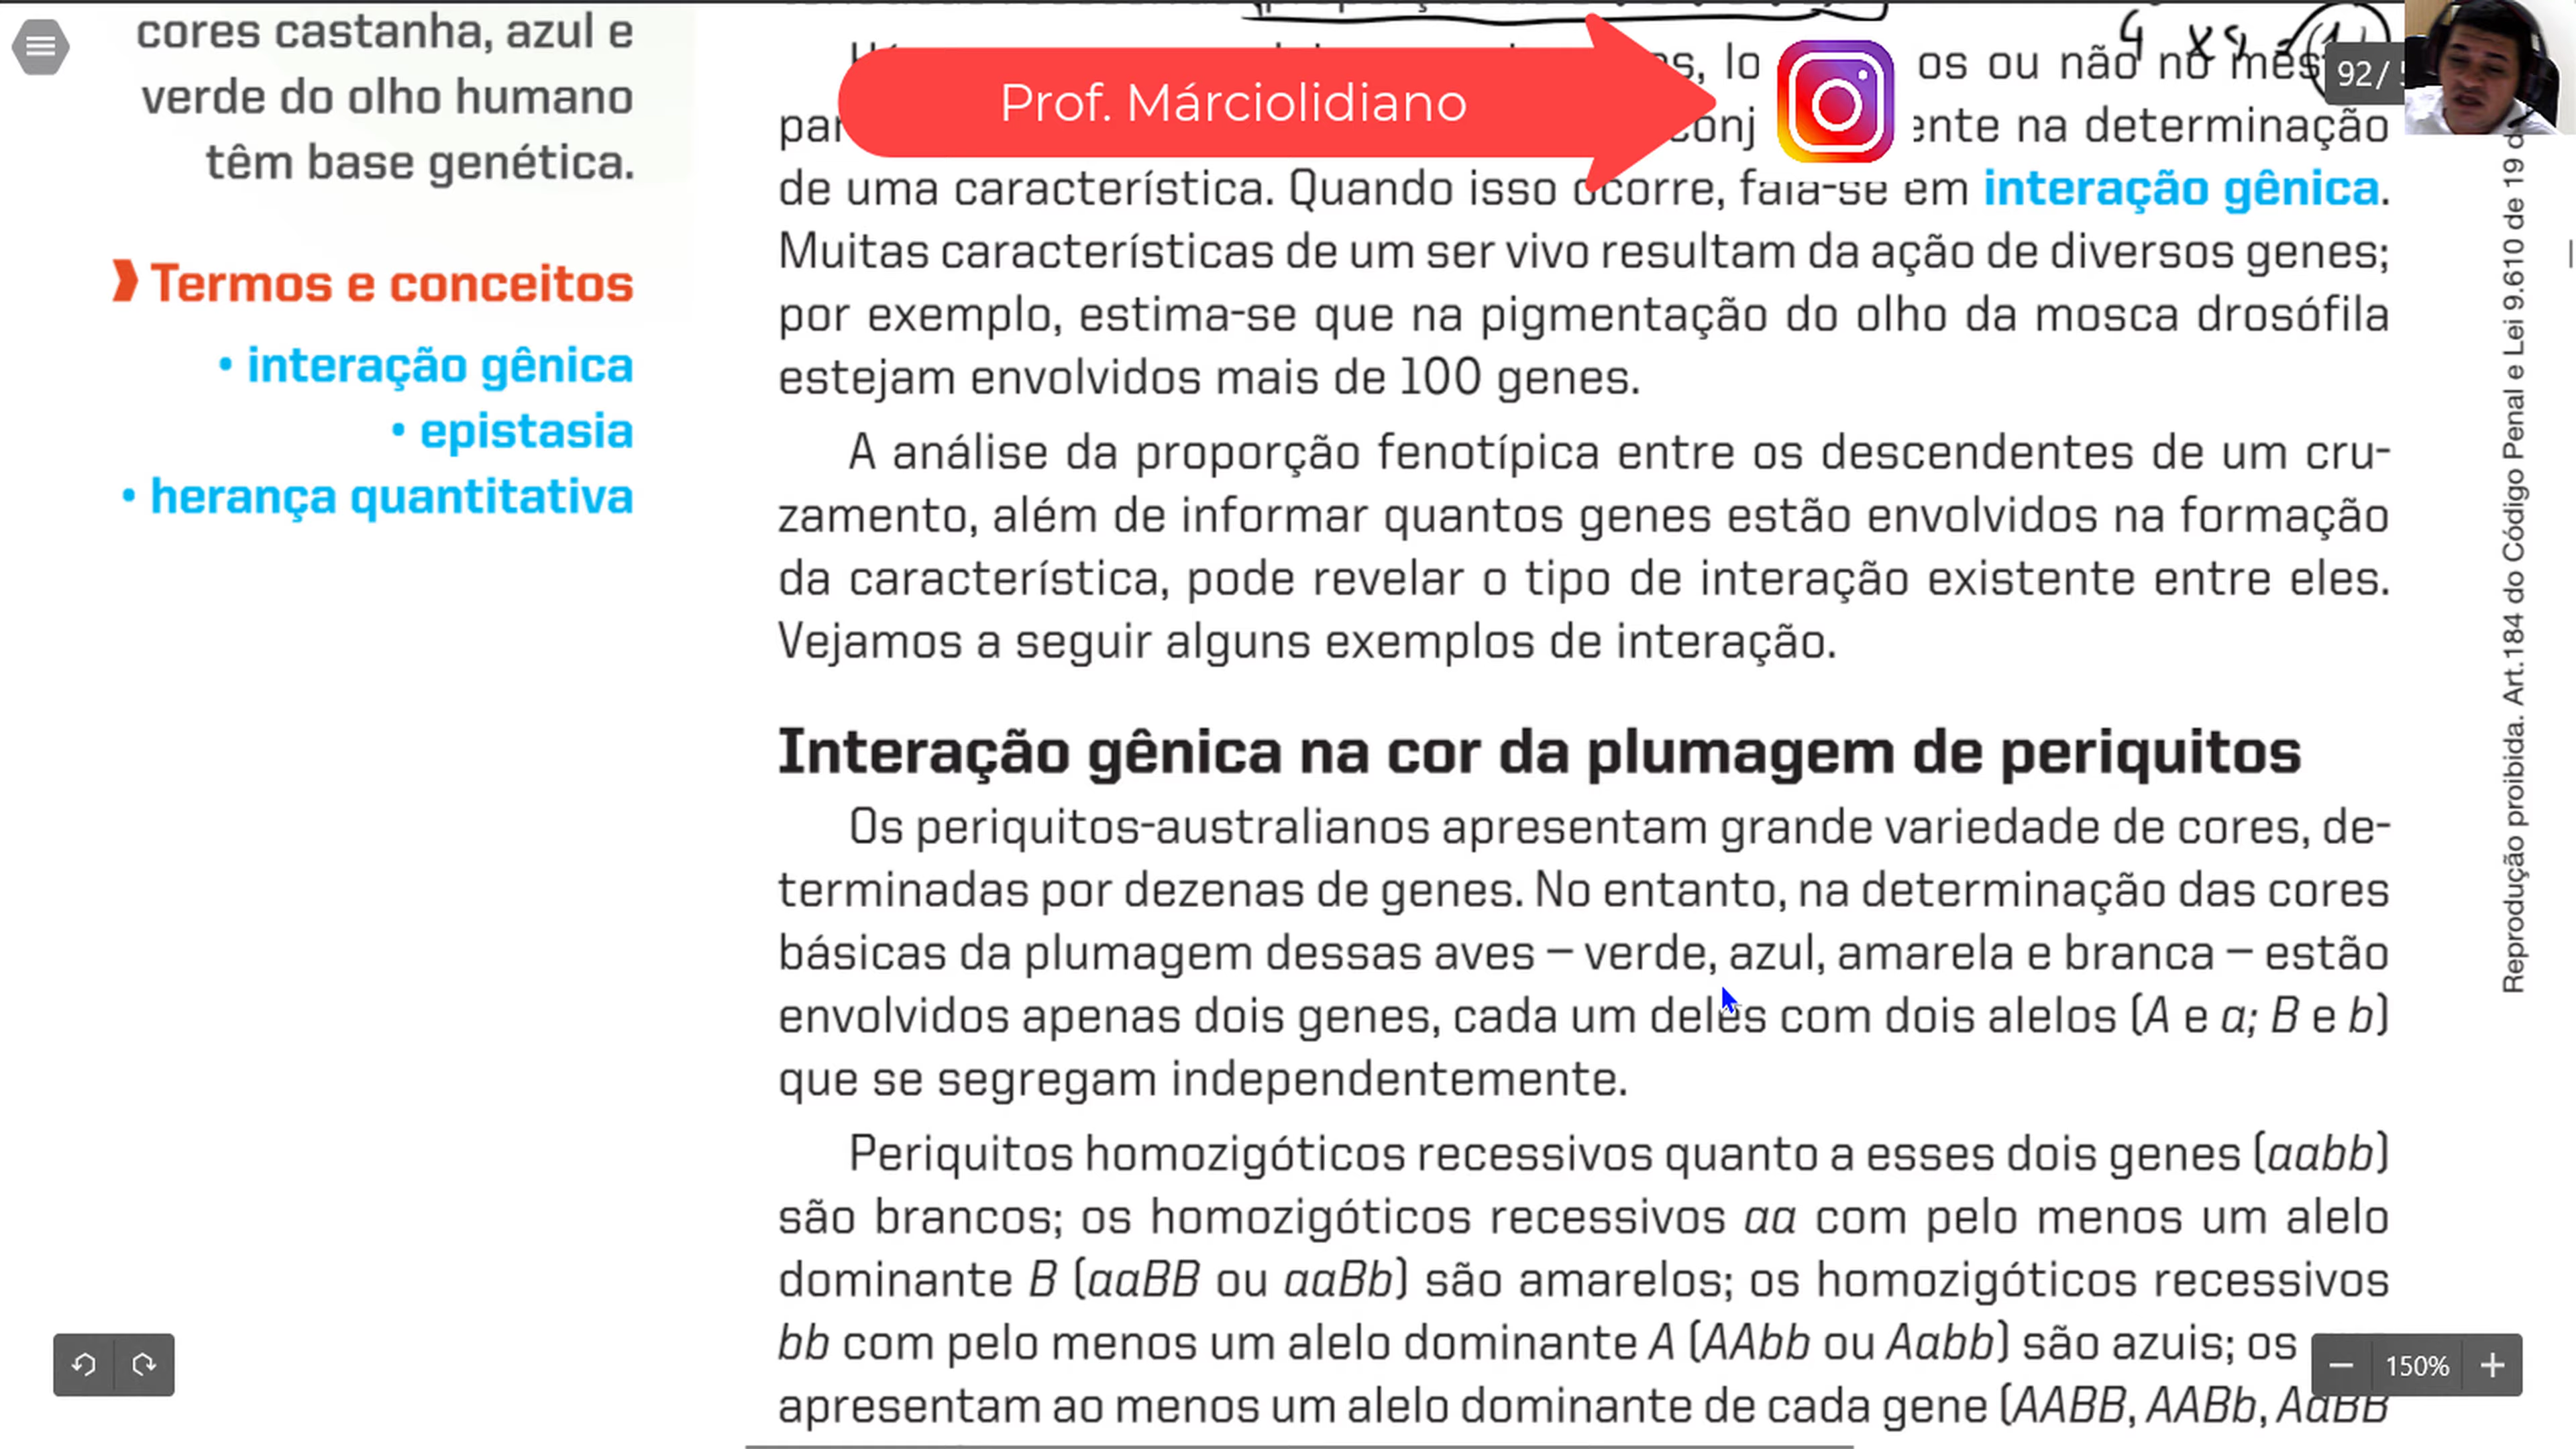 cores castanha, azul e
verde do olho humano
têm base genética.
Termos e conceitos
• interação gênica
• epistasia
• herança quantitativa
Prof. Márciolidiano
92/
os ou não no mes
par conj ente na determinação
de uma característica. Quando isso ocorre, fala-se em interação gênica.
Muitas características de um ser vivo resultam da ação de diversos genes;
por exemplo, estima-se que na pigmentação do olho da mosca drosófila
estejam envolvidos mais de 100 genes.
A análise da proporção fenotípica entre os descendentes de um cru-
zamento, além de informar quantos genes estão envolvidos na formação
da característica, pode revelar o tipo de interação existente entre eles.
Vejamos a seguir alguns exemplos de interação.
Interação gênica na cor da plumagem de periquitos
Os periquitos-australianos apresentam grande variedade de cores, de-
terminadas por dezenas de genes. No entanto, na determinação das cores
básicas da plumagem dessas aves – verde, azul, amarela e branca – estão
envolvidos apenas dois genes, cada um deles com dois alelos (A e a; B e b)
que se segregam independentemente.
Periquitos homozigóticos recessivos quanto a esses dois genes (aabb)
são brancos; os homozigóticos recessivos aa com pelo menos um alelo
dominante B (aaBB ou aaBb) são amarelos; os homozigóticos recessivos
bb com pelo menos um alelo dominante A (AAbb ou Aabb) são azuis; os
apresentam ao menos um alelo dominante de cada gene (AABB, AABb, AaBB
150%
Reprodução proibida. Art.184 do Código Penal e Lei 9.610 de 19 d